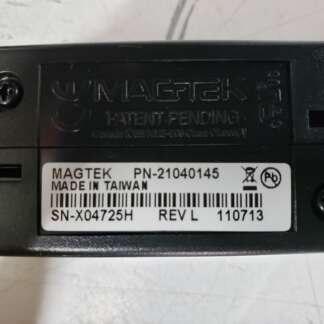 MAGTEK
PATENT PENDING
MAGTEK PN-21040145
MADE IN TAIWAN
SN-X04725H REV L 110713